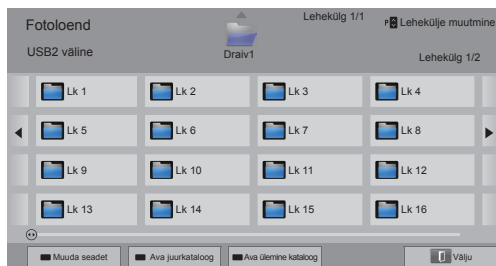 Fotoloend
Lehekülg 1/1
P Lehekülje muutmine
USB2 väline
Draiv1
Lehekülg 1/2
Lk 1 Lk 2 Lk 3 Lk 4
Lk 5 Lk 6 Lk 7 Lk 8
Lk 9 Lk 10 Lk 11 Lk 12
Lk 13 Lk 14 Lk 15 Lk 16
Muuda seadet Ava juurkataloog Ava ülemine kataloog Välju